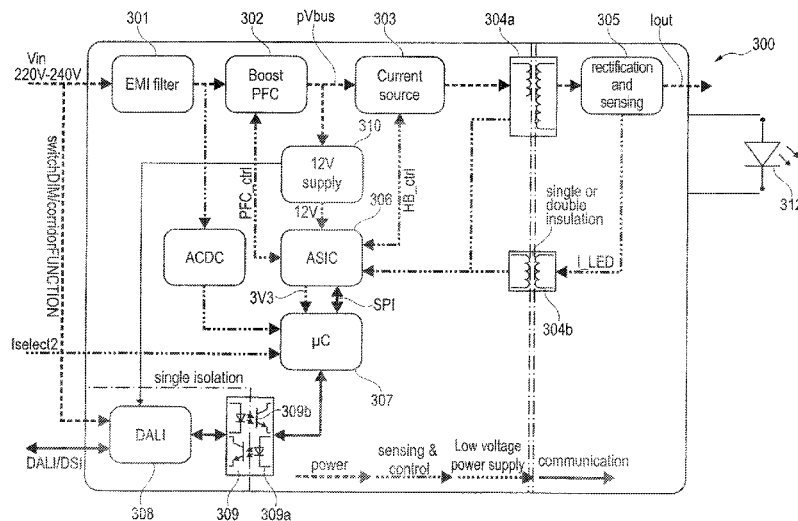 301
302
pVbus
303
304a
305
Iout
300
Vin
220V-240V
EMI filter
Boost
PFC
Current
source
rectification
and
sensing
310
12V
supply
312
switchDIM/corridorFUNCTION
PFC_ctrl
12V
306
HB_ctrl
single or
double
insulation
ACDC
ASIC
I_LED
3V3
SPI
304b
µC
Iselect2
307
single isolation
309b
DALI
DALI/DSI
power
sensing &
control
Low voltage
power supply
communication
308
309
309a